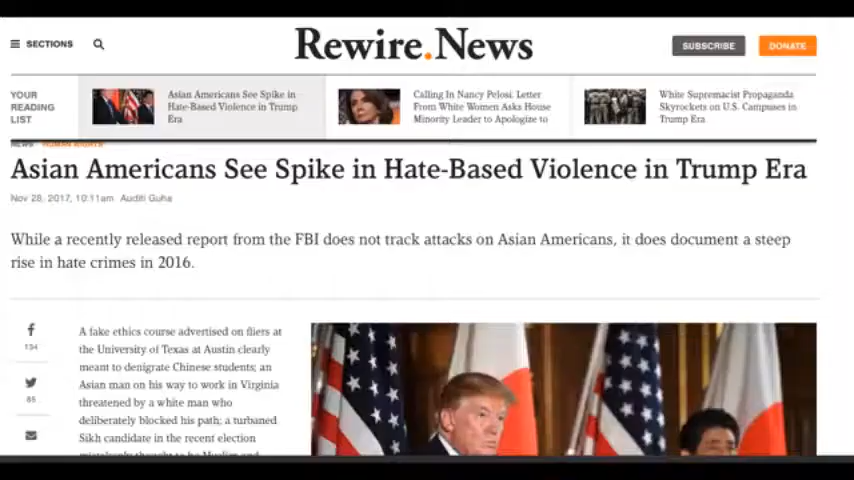 SECTIONS
Rewire.News
SUBSCRIBE
DONATE
YOUR
READING
LIST
Asian Americans See Spike in
Hate-Based Violence in Trump
Era
Calling In Nancy Pelosi: Letter
From White Women Asks House
Minority Leader to Apologize to
White Supremacist Propaganda
Skyrockets on U.S. Campuses in
Trump Era
NEWS HUMAN RIGHTS
Asian Americans See Spike in Hate-Based Violence in Trump Era
Nov 28, 2017, 10:11am Auditi Guha
While a recently released report from the FBI does not track attacks on Asian Americans, it does document a steep
rise in hate crimes in 2016.
134
85
A fake ethics course advertised on fliers at
the University of Texas at Austin clearly
meant to denigrate Chinese students; an
Asian man on his way to work in Virginia
threatened by a white man who
deliberately blocked his path; a turbaned
Sikh candidate in the recent election